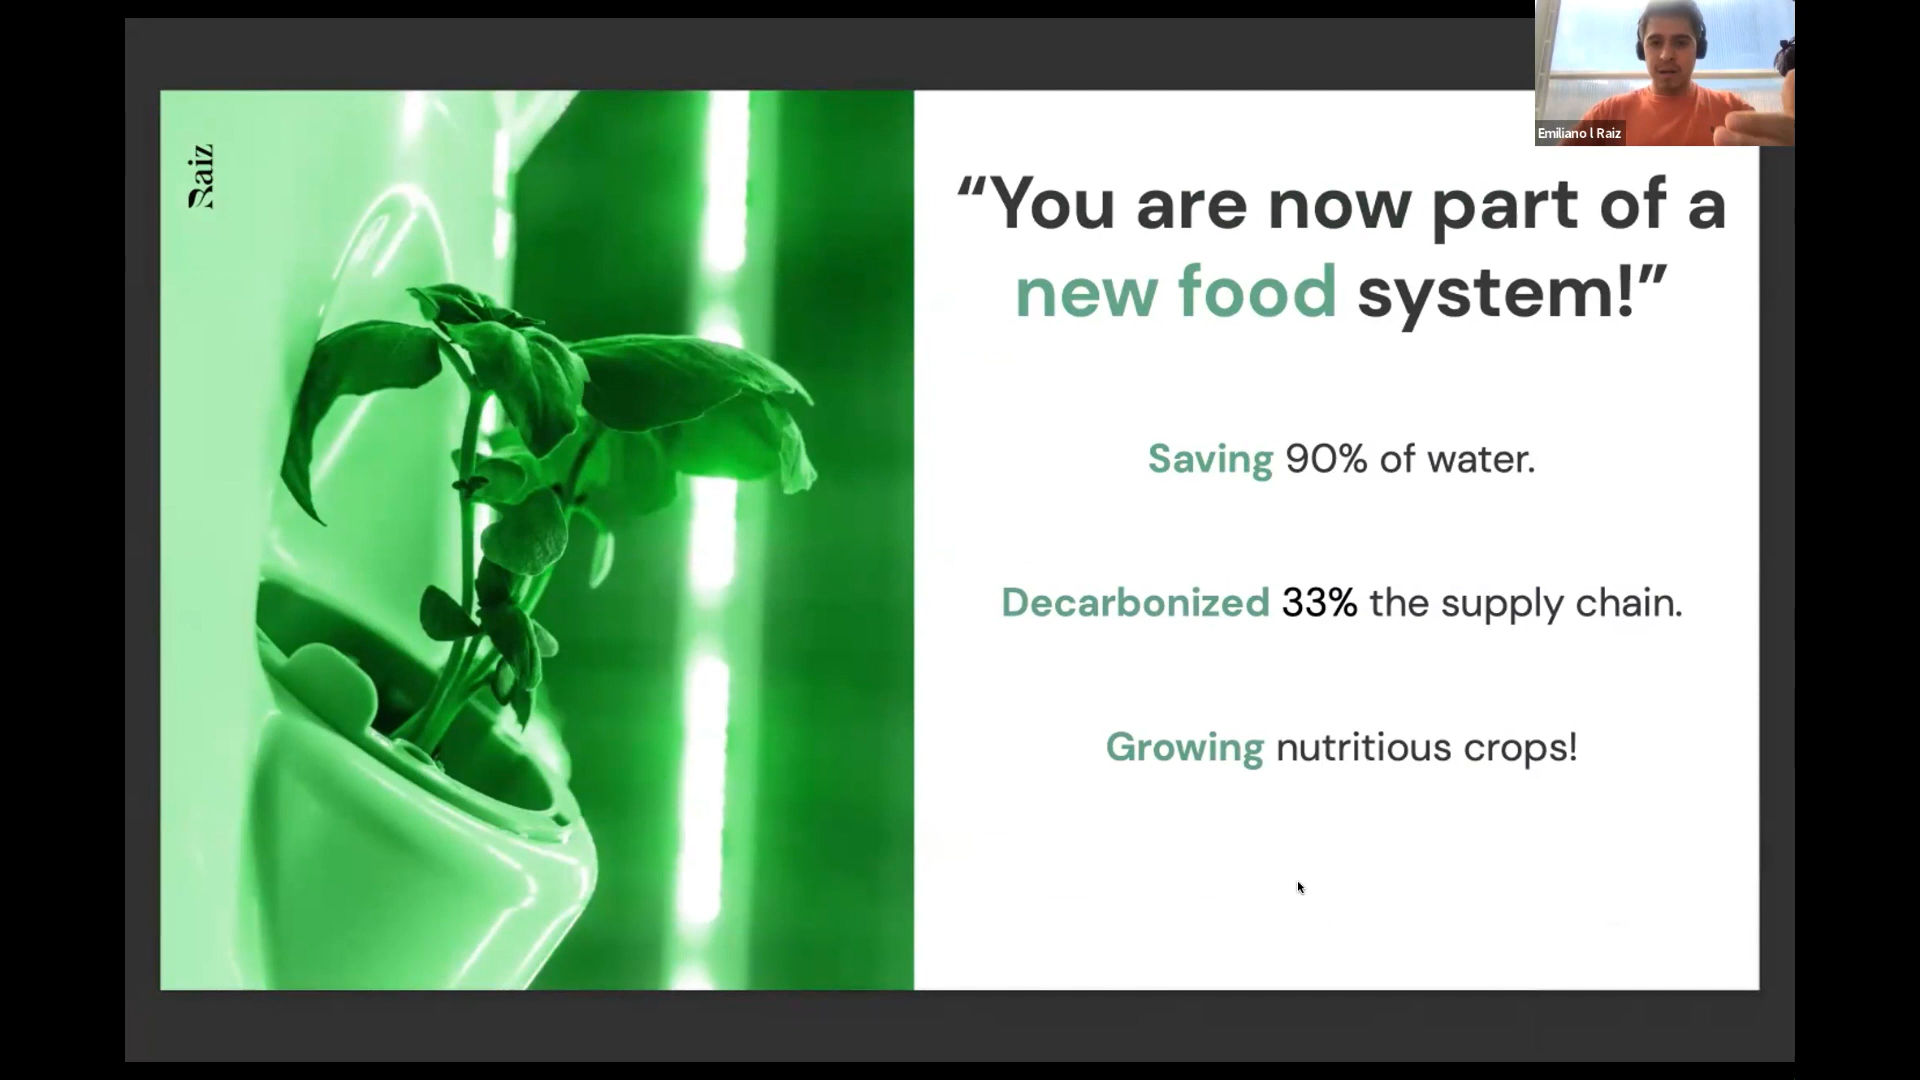 Emiliano l Raiz
Raiz
“You are now part of a
new food system!”
Saving 90% of water.
Decarbonized 33% the supply chain.
Growing nutritious crops!